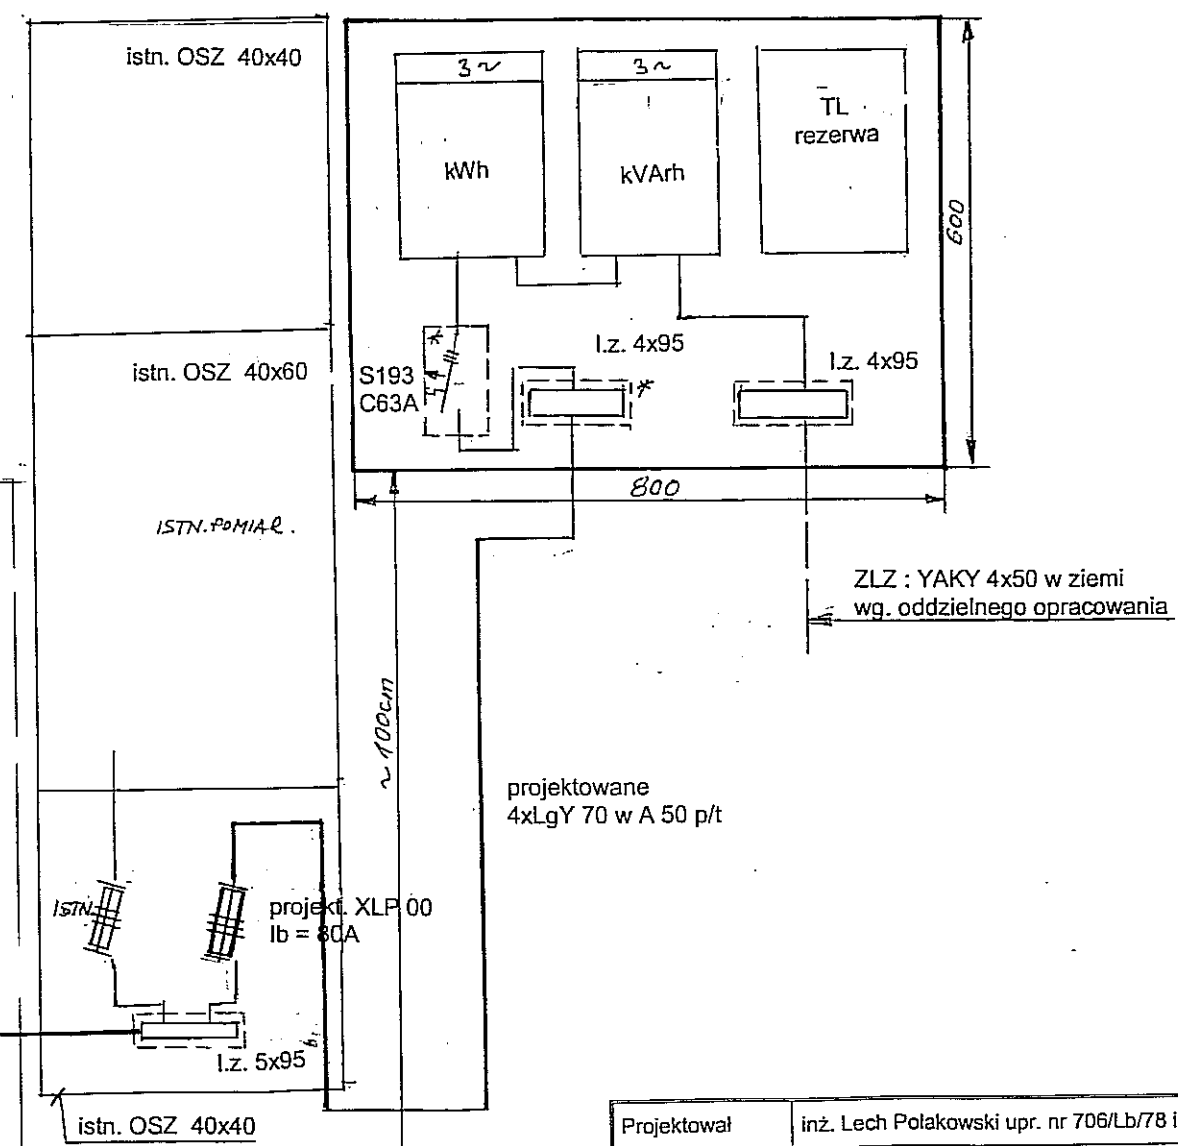 istn. OSZ 40x40
3~
3~
TL
rezerwa
kWh
kVArh
600
istn. OSZ 40x60
S193
C63A
*
l.z. 4x95
*
l.z. 4x95
800
ISTN. POMIAR.
ZLZ : YAKY 4x50 w ziemi
wg. oddzielnego opracowania
~100cm
projektowane
4xLgY 70 w A 50 p/t
ISTN.
projekt. XLP 00
Ib = 80A
l.z. 5x95
istn. OSZ 40x40
Projektował
inż. Lech Polakowski upr. nr 706/Lb/78 i